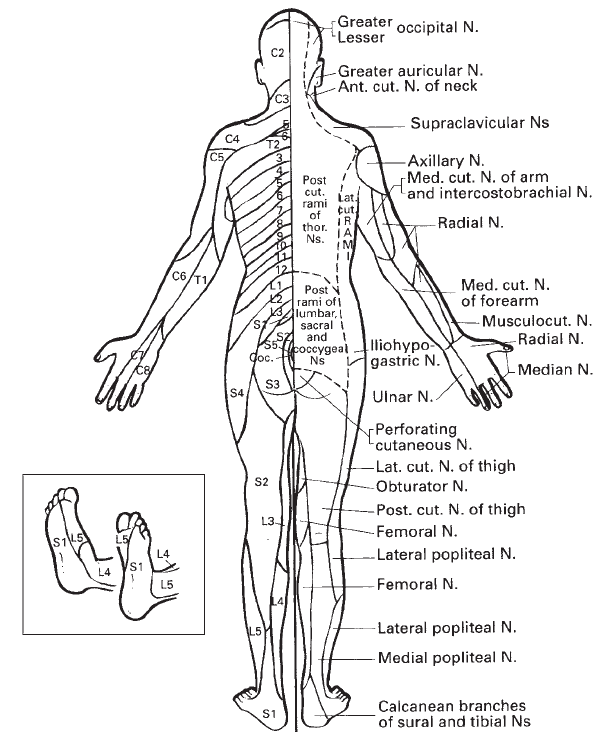 Greater
Lesser occipital N.
C2
Greater auricular N.
Ant. cut. N. of neck
C3
Supraclavicular Ns
5
6
C4
T2
C5
3
Axillary N.
Med. cut. N. of arm
and intercostobrachial N.
4
5
6
7
8
9
10
11
12
Post
cut.
rami
of
thor.
Ns.
Lat.
cut.
R
A
M
I
Radial N.
C6
T1
L1
L2
L3
S1
S2
S5
Coc.
Post
rami of
lumbar,
sacral
and
coccygeal
Ns
Med. cut. N.
of forearm
Musculocut. N.
Radial N.
Iliohypo-
gastric N.
Median N.
C7
C8
S4
S3
Ulnar N.
Perforating
cutaneous N.
Lat. cut. N. of thigh
Obturator N.
S2
Post. cut. N. of thigh
L3
Femoral N.
Lateral popliteal N.
Femoral N.
L4
L5
Lateral popliteal N.
Medial popliteal N.
S1
Calcanean branches
of sural and tibial Ns
S1
L5
L4
L5
S1
L4
L5